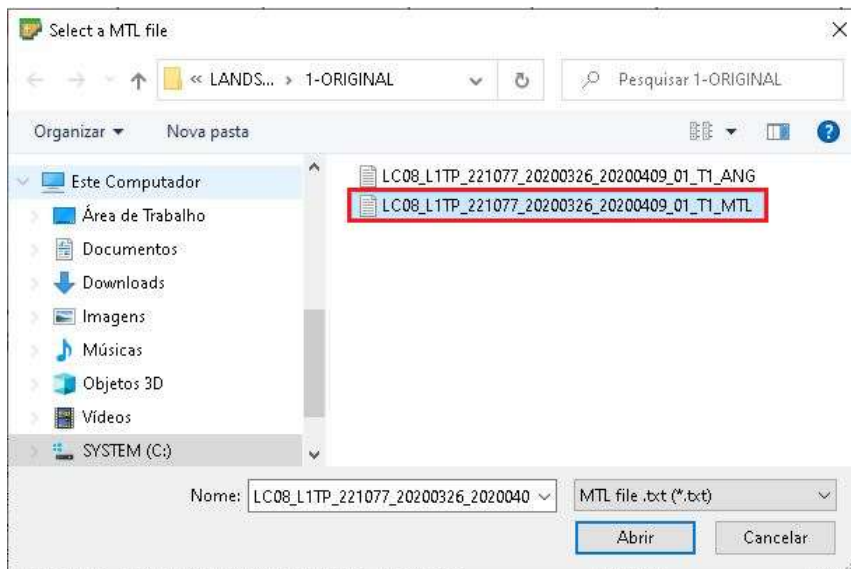 Select a MTL file
« LANDS... › 1-ORIGINAL
Pesquisar 1-ORIGINAL
Organizar
Nova pasta
Este Computador
Área de Trabalho
Documentos
Downloads
Imagens
Músicas
Objetos 3D
Vídeos
SYSTEM (C:)
LC08_L1TP_221077_20200326_20200409_01_T1_ANG
LC08_L1TP_221077_20200326_20200409_01_T1_MTL
Nome: LC08_L1TP_221077_20200326_2020040
MTL file .txt (*.txt)
Abrir
Cancelar